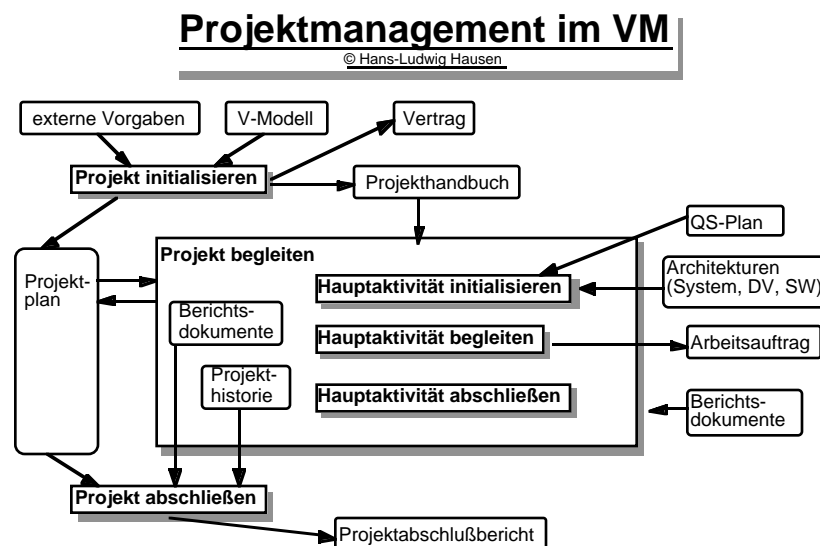 Projektmanagement im VM
© Hans-Ludwig Hausen
externe Vorgaben
V-Modell
Vertrag
Projekt initialisieren
Projekthandbuch
QS-Plan
Projekt begleiten
Projekt-
plan
Hauptaktivität initialisieren
Architekturen
(System, DV, SW)
Berichts-
dokumente
Hauptaktivität begleiten
Arbeitsauftrag
Projekt-
historie
Hauptaktivität abschließen
Berichts-
dokumente
Projekt abschließen
Projektabschlußbericht